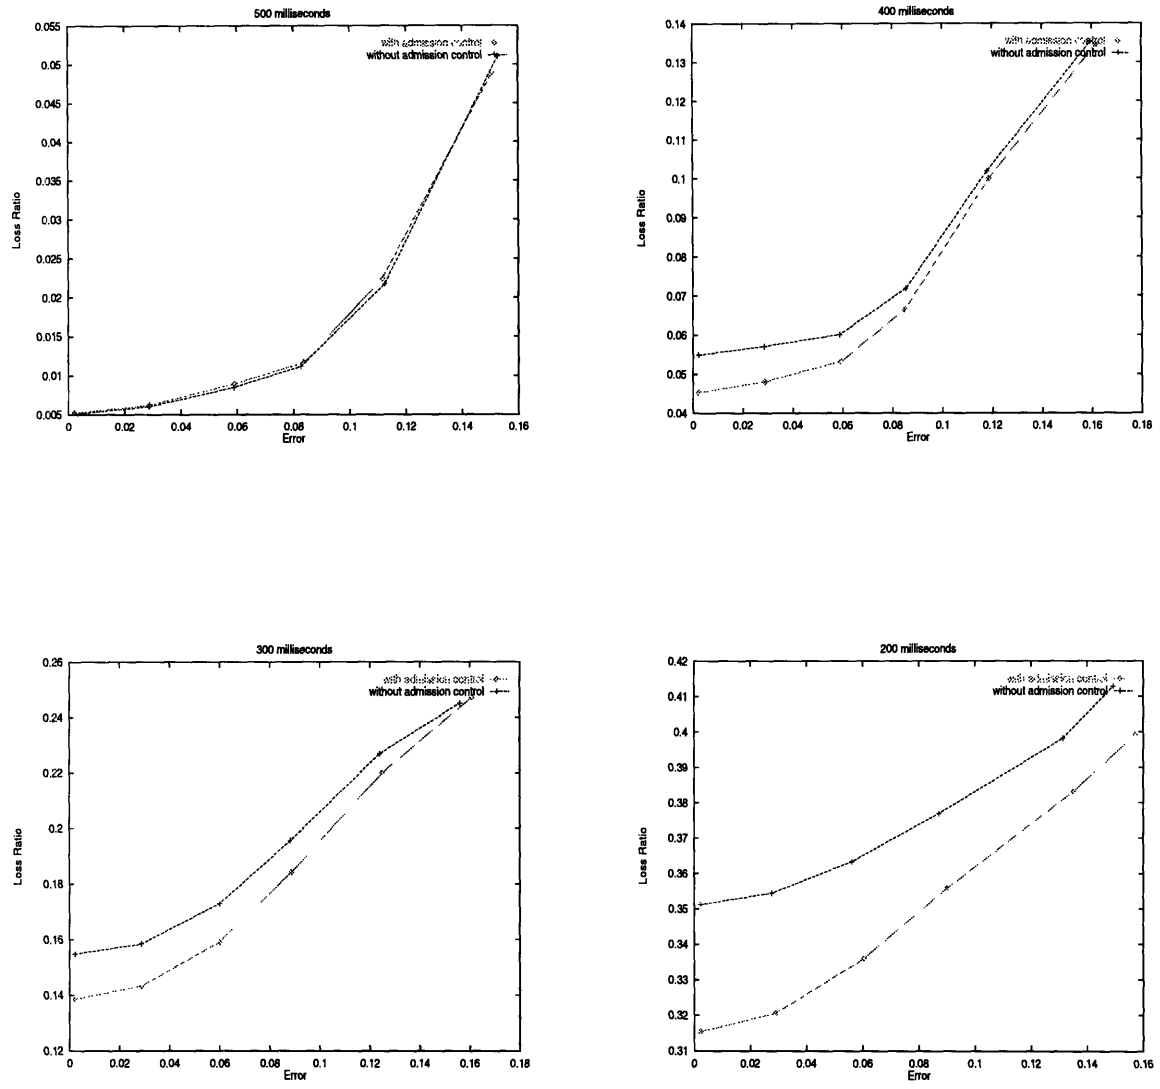 500 milliseconds
with admission control
without admission control
0.055
0.05
0.045
0.04
0.035
0.03
0.025
0.02
0.015
0.01
0.005
Loss Ratio
0 0.02 0.04 0.06 0.08 0.1 0.12 0.14 0.16
Error
400 milliseconds
with admission control
without admission control
0.14
0.13
0.12
0.11
0.1
0.09
0.08
0.07
0.06
0.05
0.04
Loss Ratio
0 0.02 0.04 0.06 0.08 0.1 0.12 0.14 0.16 0.18
Error
300 milliseconds
with admission control
without admission control
0.26
0.24
0.22
0.2
0.18
0.16
0.14
0.12
Loss Ratio
0 0.02 0.04 0.06 0.08 0.1 0.12 0.14 0.16 0.18
Error
200 milliseconds
with admission control
without admission control
0.42
0.41
0.4
0.39
0.38
0.37
0.36
0.35
0.34
0.33
0.32
0.31
Loss Ratio
0 0.02 0.04 0.06 0.08 0.1 0.12 0.14 0.16
Error